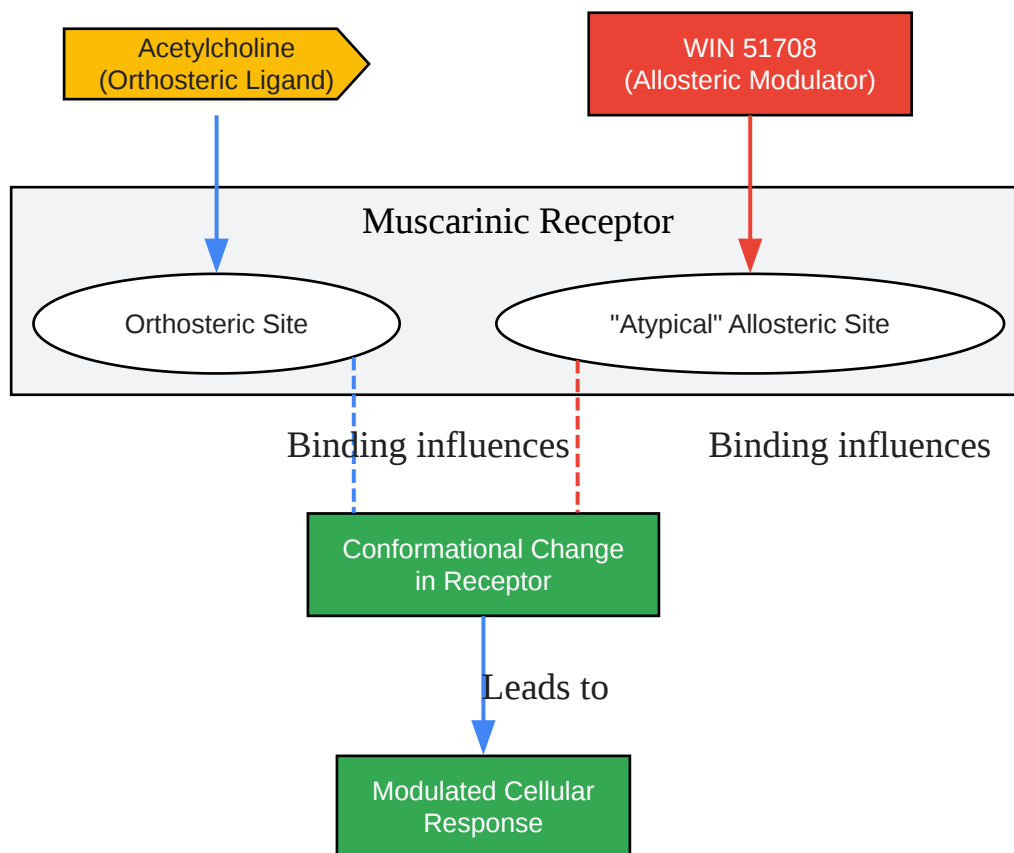 Acetylcholine
(Orthosteric Ligand)
WIN 51708
(Allosteric Modulator)
Muscarinic Receptor
Orthosteric Site
"Atypical" Allosteric Site
Binding influences
Binding influences
Conformational Change
in Receptor
Leads to
Modulated Cellular
Response